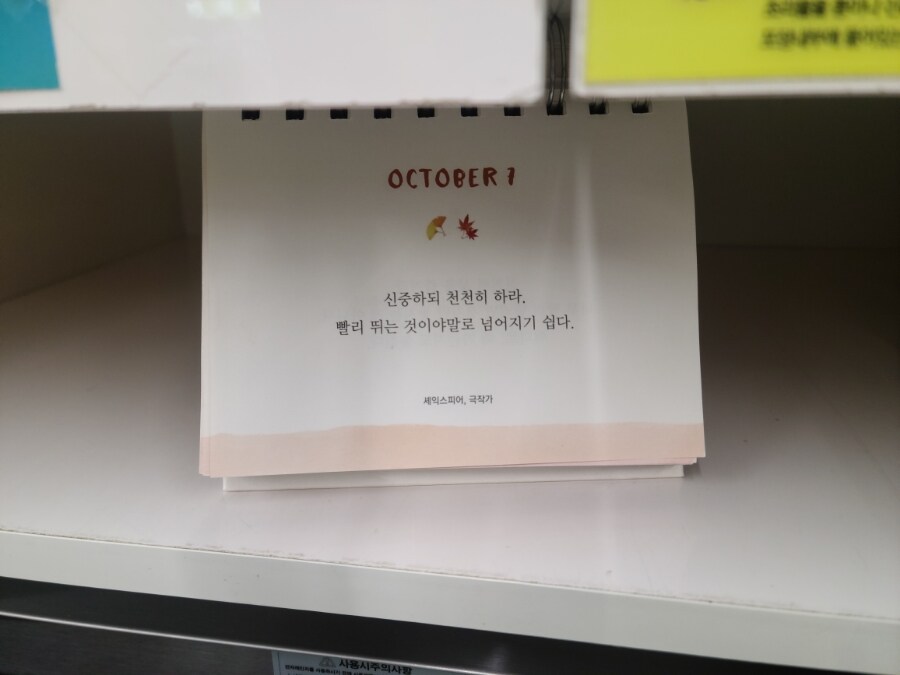 OCTOBER 7
신중하되 천천히 하라.
빨리 뛰는 것이야말로 넘어지기 쉽다.
셰익스피어, 극작가
사용시주의사항